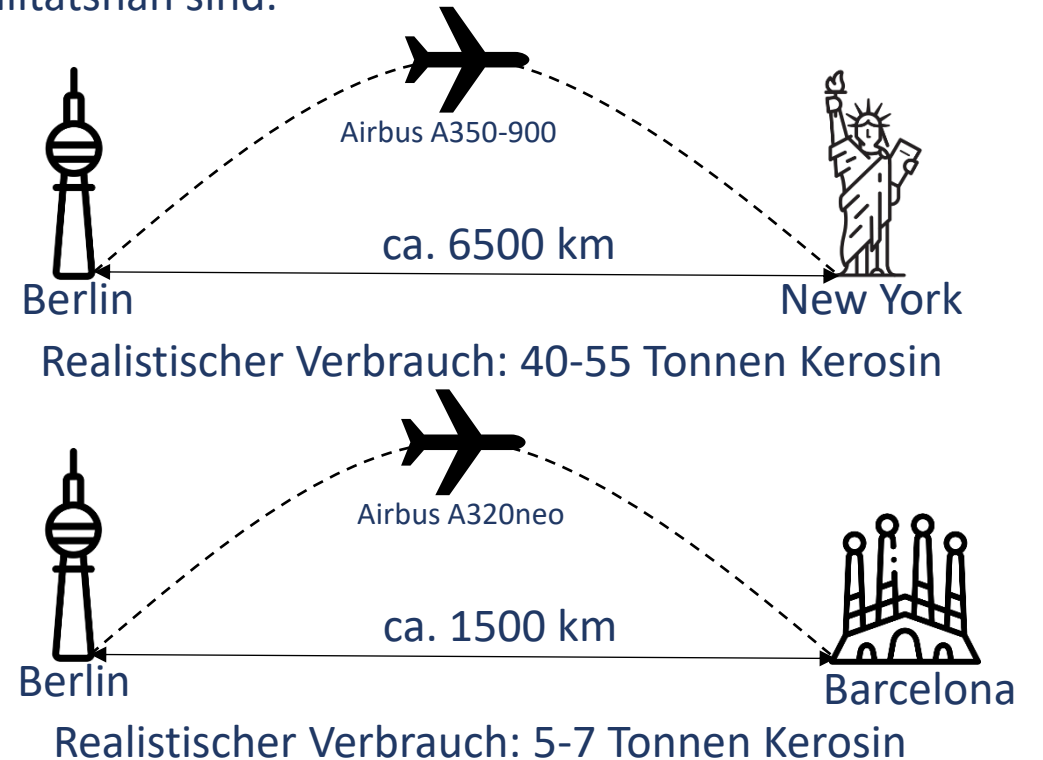 sind.
Airbus A350-900
ca. 6500 km
Berlin
New York
Realistischer Verbrauch: 40-55 Tonnen Kerosin
Airbus A320neo
ca. 1500 km
Berlin
Barcelona
Realistischer Verbrauch: 5-7 Tonnen Kerosin